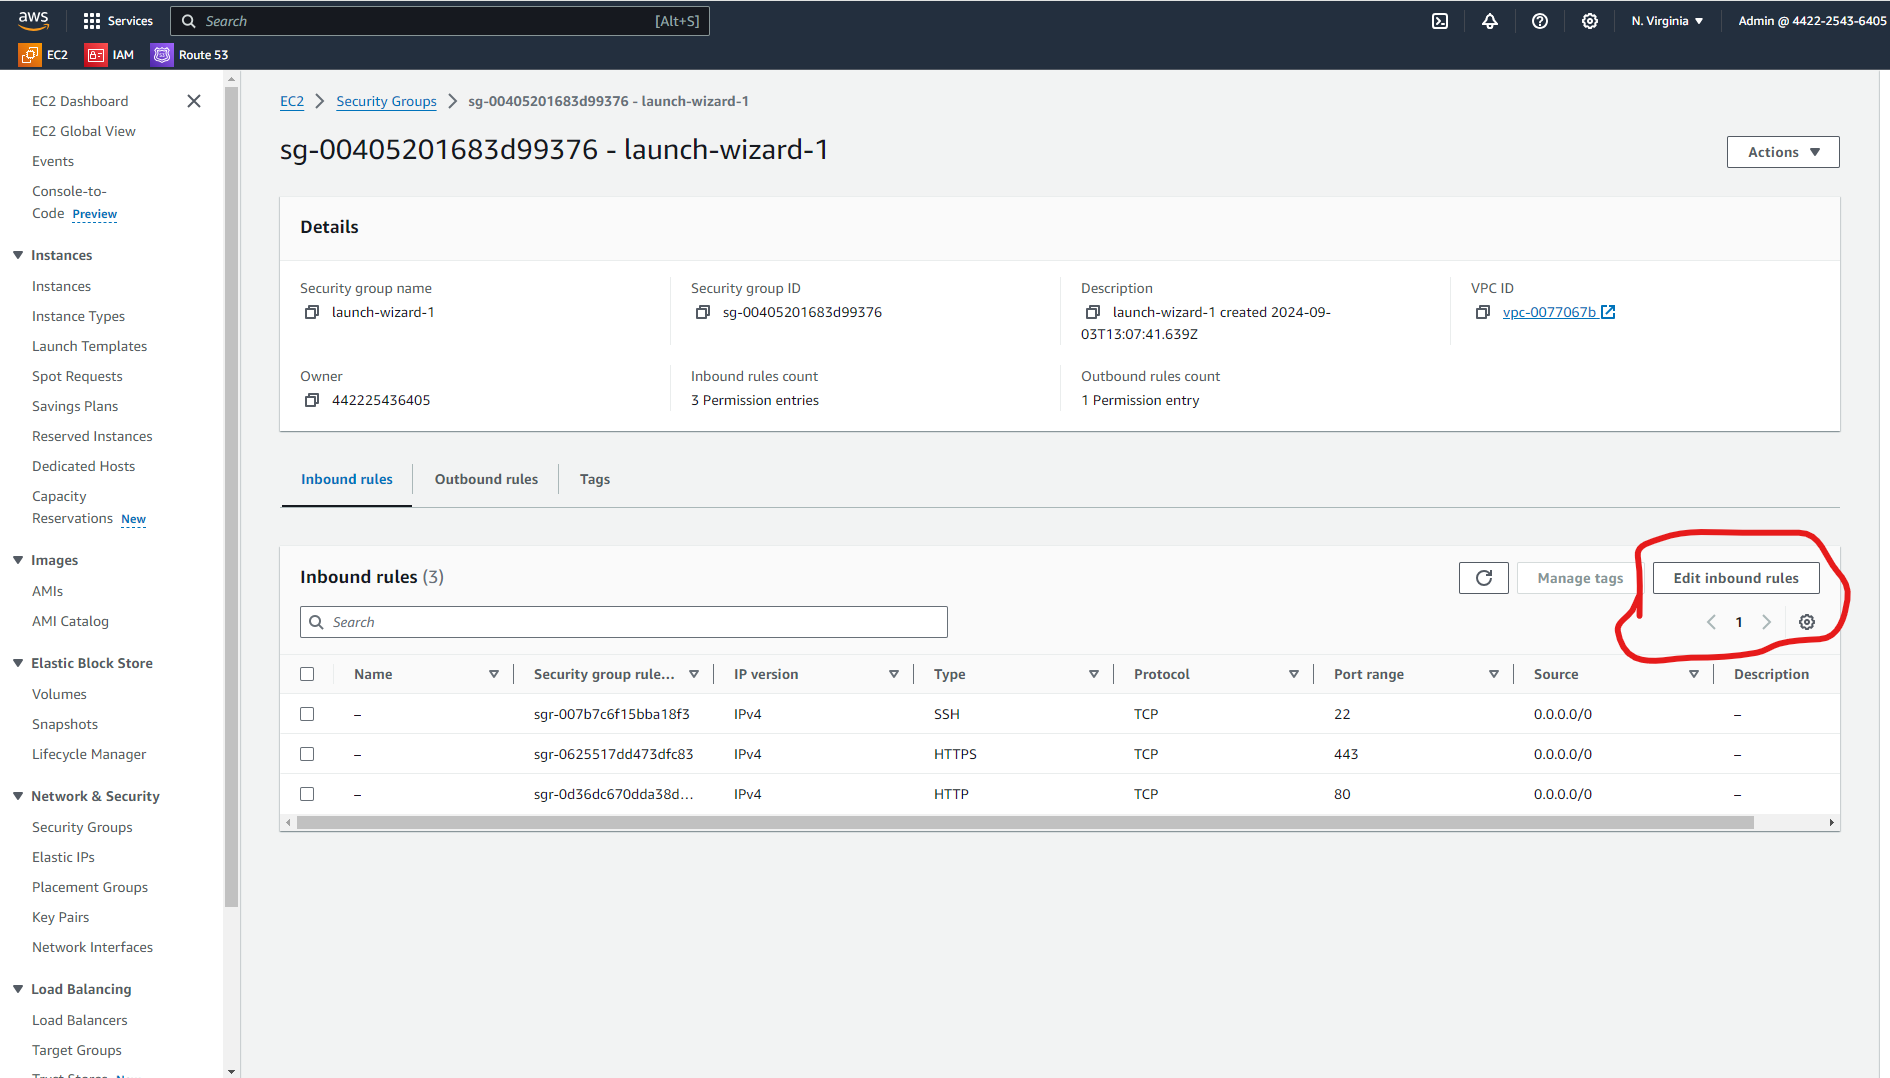 aws
Services
Search
[Alt+S]
N. Virginia
Admin @ 4422-2543-6405
EC2
IAM
Route 53
EC2 Dashboard
EC2 Global View
Events
Console-to-
Code Preview
Instances
Instances
Instance Types
Launch Templates
Spot Requests
Savings Plans
Reserved Instances
Dedicated Hosts
Capacity
Reservations New
Images
AMIs
AMI Catalog
Elastic Block Store
Volumes
Snapshots
Lifecycle Manager
Network & Security
Security Groups
Elastic IPs
Placement Groups
Key Pairs
Network Interfaces
Load Balancing
Load Balancers
Target Groups
EC2 > Security Groups > sg-00405201683d99376 - launch-wizard-1
sg-00405201683d99376 - launch-wizard-1
Actions
Details
Security group name
launch-wizard-1
Security group ID
sg-00405201683d99376
Description
launch-wizard-1 created 2024-09-
03T13:07:41.639Z
VPC ID
vpc-0077067b
Owner
442225436405
Inbound rules count
3 Permission entries
Outbound rules count
1 Permission entry
Inbound rules
Outbound rules
Tags
Inbound rules (3)
Manage tags
Edit inbound rules
Search
1
Name Security group rule... IP version Type Protocol Port range Source Description
– sgr-007b7c6f15bba18f3 IPv4 SSH TCP 22 0.0.0.0/0 –
– sgr-0625517dd473dfc83 IPv4 HTTPS TCP 443 0.0.0.0/0 –
– sgr-0d36dc670dda38d... IPv4 HTTP TCP 80 0.0.0.0/0 –